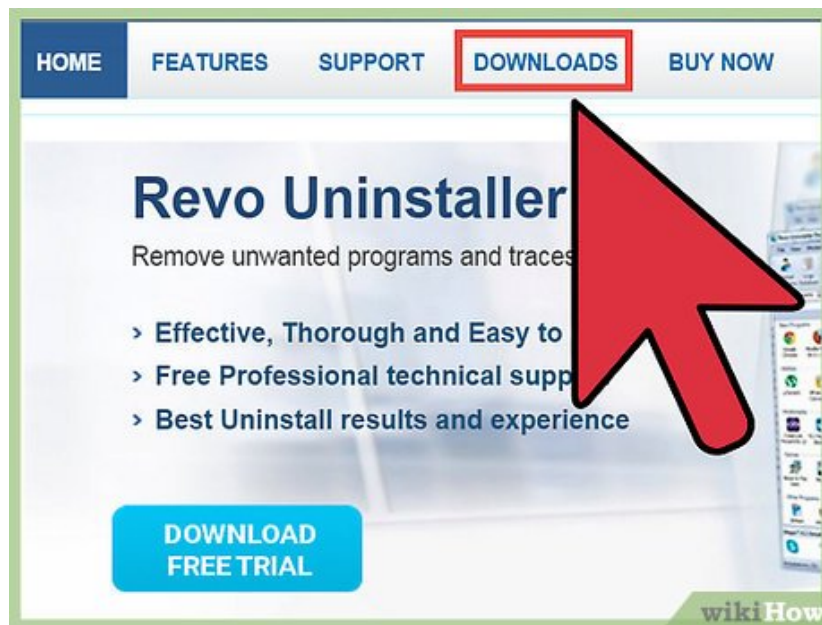 HOME FEATURES SUPPORT DOWNLOADS BUY NOW
Revo Uninstaller
Remove unwanted programs and traces
› Effective, Thorough and Easy to
› Free Professional technical supp
› Best Uninstall results and experience
DOWNLOAD
FREE TRIAL
wikiHow